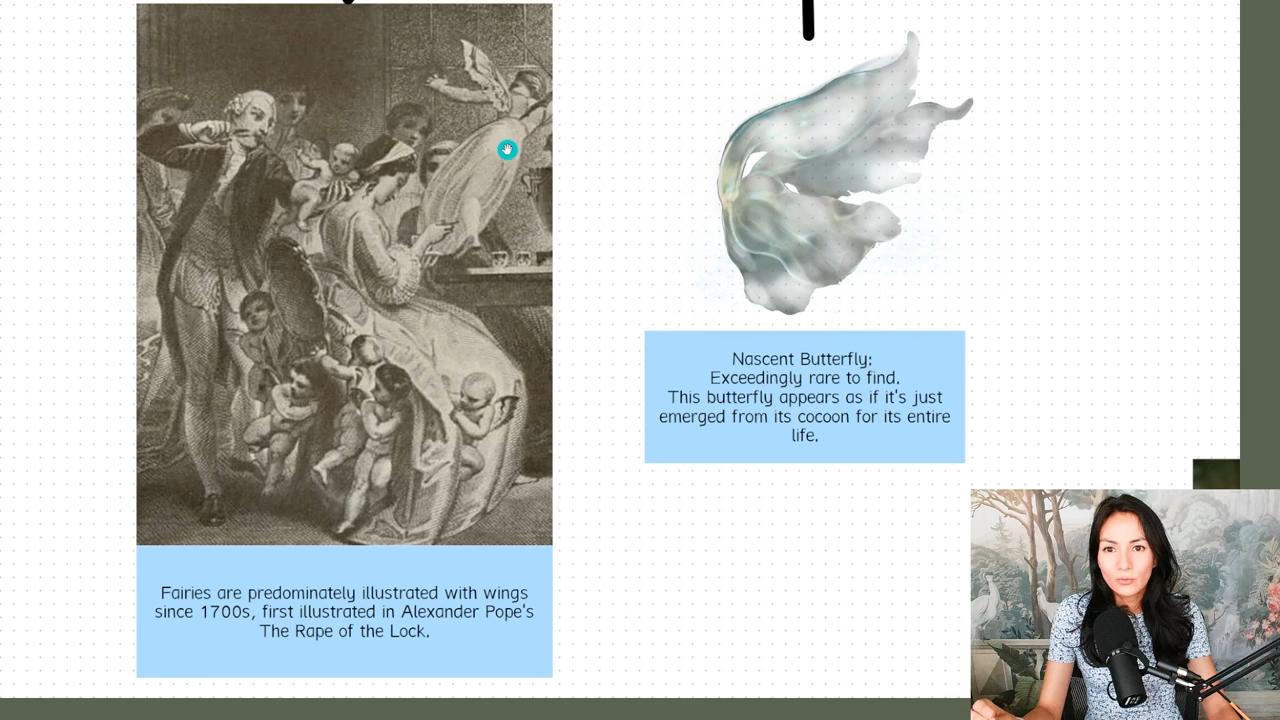 Nascent Butterfly:
Exceedingly rare to find.
This butterfly appears as if it's just
emerged from its cocoon for its entire
life.
Fairies are predominately illustrated with wings
since 1700s, first illustrated in Alexander Pope's
The Rape of the Lock.